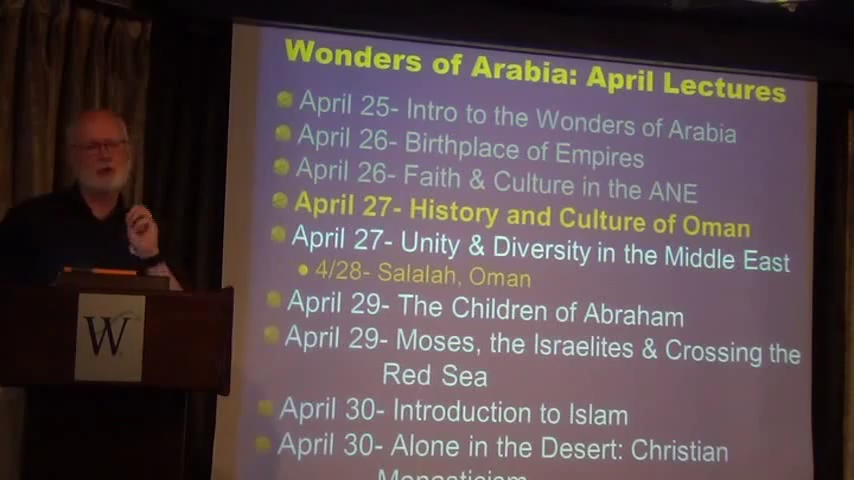 Wonders of Arabia: April Lectures
April 25- Intro to the Wonders of Arabia
April 26- Birthplace of Empires
April 26- Faith & Culture in the ANE
April 27- History and Culture of Oman
April 27- Unity & Diversity in the Middle East
4/28- Salalah, Oman
April 29- The Children of Abraham
April 29- Moses, the Israelites & Crossing the
Red Sea
April 30- Introduction to Islam
April 30- Alone in the Desert: Christian
Monasticism
W